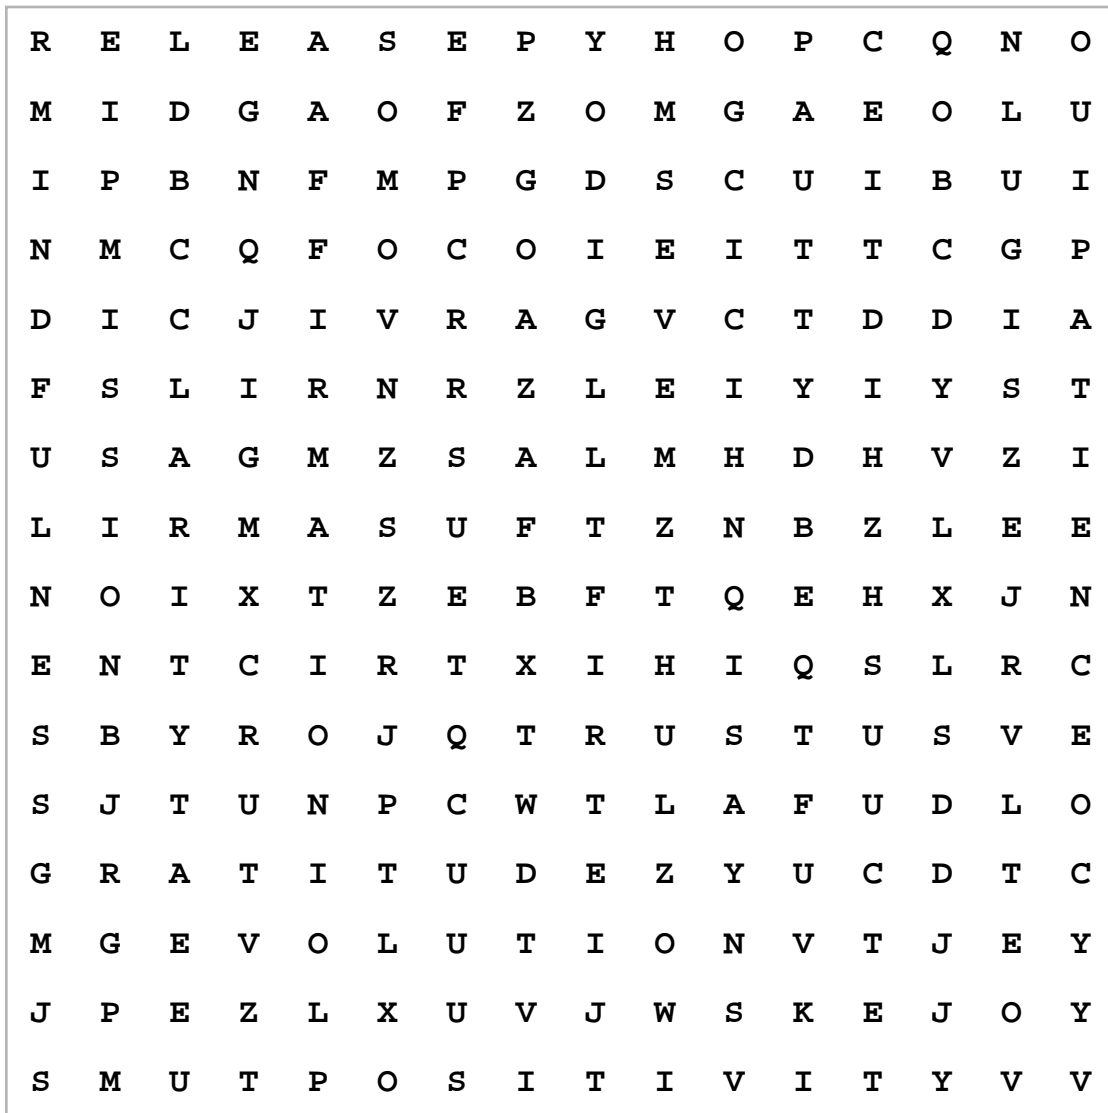 R E L E A S E P Y H O P C Q N O
M I D G A O F Z O M G A E O L U
I P B N F M P G D S C U I B U I
N M C Q F O C O I E I T T C G P
D I C J I V R A G V C T D D I A
F S L I R N R Z L E I Y I Y S T
U S A G M Z S A L M H D H V Z I
L I R M A S U F T Z N B Z L E E
N O I X T Z E B F T Q E H X J N
E N T C I R T X I H I Q S L R C
S B Y R O J Q T R U S T U S V E
S J T U N P C W T L A F U D L O
G R A T I T U D E Z Y U C D T C
M G E V O L U T I O N V T J E Y
J P E Z L X U V J W S K E J O Y
S M U T P O S I T I V I T Y V V